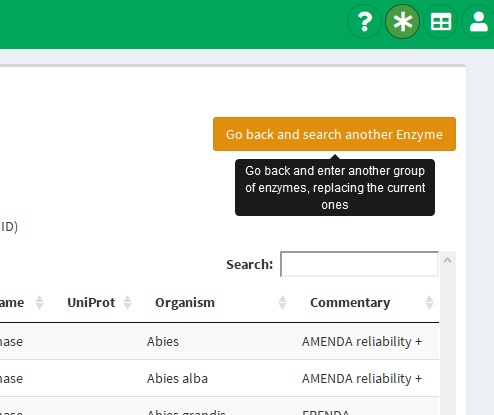 ?
Go back and search another Enzyme
Go back and enter another group
of enzymes, replacing the current
ones
ID)
Search:
ame UniProt Organism Commentary
nase Abies AMENDA reliability +
nase Abies alba AMENDA reliability +
nase Abies grandis FRENDA